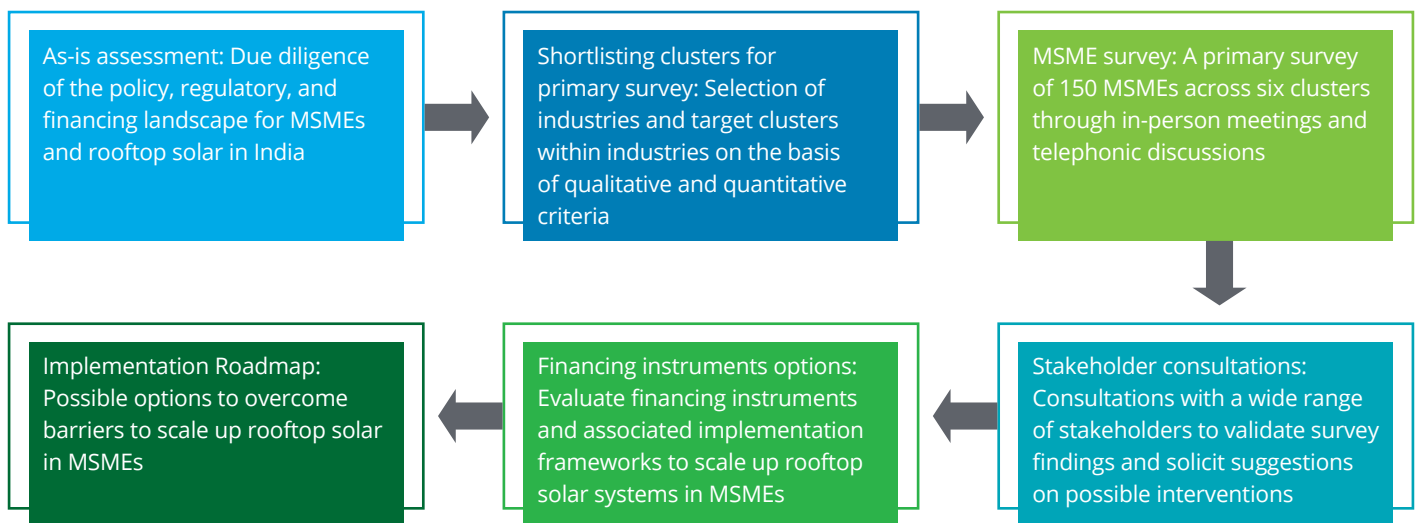 As-is assessment: Due diligence
of the policy, regulatory, and
financing landscape for MSMEs
and rooftop solar in India
Shortlisting clusters for
primary survey: Selection of
industries and target clusters
within industries on the basis
of qualitative and quantitative
criteria
MSME survey: A primary survey
of 150 MSMEs across six clusters
through in-person meetings and
telephonic discussions
Stakeholder consultations:
Consultations with a wide range
of stakeholders to validate survey
findings and solicit suggestions
on possible interventions
Financing instruments options:
Evaluate financing instruments
and associated implementation
frameworks to scale up rooftop
solar systems in MSMEs
Implementation Roadmap:
Possible options to overcome
barriers to scale up rooftop solar
in MSMEs